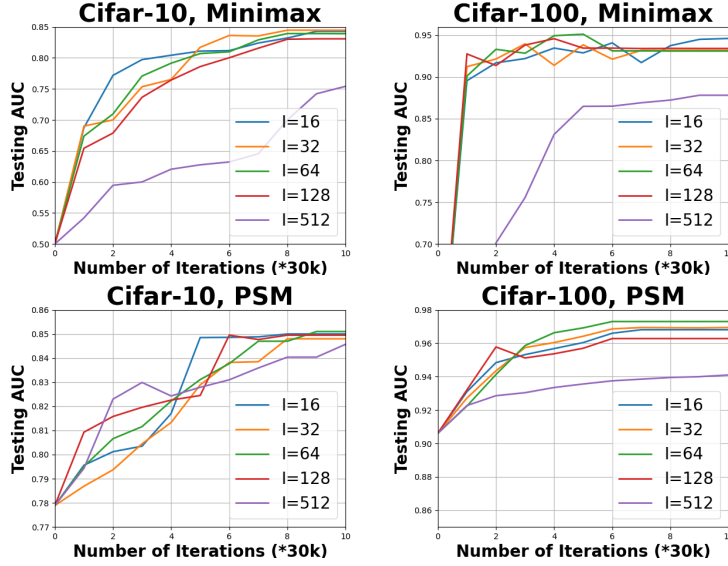 Cifar-10, Minimax
Testing AUC
0.85
0.80
0.75
0.70
0.65
0.60
0.55
0.50
0 2 4 6 8 10
Number of Iterations (*30k)
l=16
l=32
l=64
l=128
l=512
Cifar-100, Minimax
Testing AUC
0.95
0.90
0.85
0.80
0.75
0.70
0 2 4 6 8 10
Number of Iterations (*30k)
l=16
l=32
l=64
l=128
l=512
Cifar-10, PSM
Testing AUC
0.86
0.85
0.84
0.83
0.82
0.80
0.79
0.78
0.77
0 2 4 6 8 10
Number of Iterations (*30k)
l=16
l=32
l=64
l=128
l=512
Cifar-100, PSM
Testing AUC
0.98
0.96
0.94
0.92
0.90
0.88
0.86
0 2 4 6 8 10
Number of Iterations (*30k)
l=16
l=32
l=64
l=128
l=512